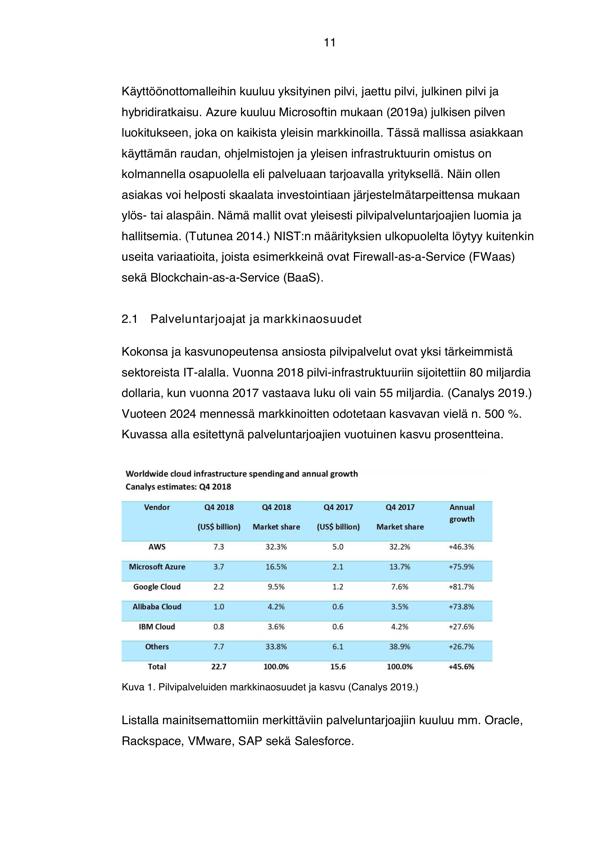 11
Käyttöönottomalleihin kuuluu yksityinen pilvi, jaettu pilvi, julkinen pilvi ja
hybridiratkaisu. Azure kuuluu Microsoftin mukaan (2019a) julkisen pilven
luokitukseen, joka on kaikista yleisin markkinoilla. Tässä mallissa asiakkaan
käyttämän raudan, ohjelmistojen ja yleisen infrastruktuurin omistus on
kolmannella osapuolella eli palveluaan tarjoavalla yrityksellä. Näin ollen
asiakas voi helposti skaalata investointiaan järjestelmätarpeittensa mukaan
ylös- tai alaspäin. Nämä mallit ovat yleisesti pilvipalveluntarjoajien luomia ja
hallitsemia. (Tutunea 2014.) NIST:n määrityksien ulkopuolelta löytyy kuitenkin
useita variaatioita, joista esimerkkeinä ovat Firewall-as-a-Service (FWaas)
sekä Blockchain-as-a-Service (BaaS).
2.1 Palveluntarjoajat ja markkinaosuudet
Kokonsa ja kasvunopeutensa ansiosta pilvipalvelut ovat yksi tärkeimmistä
sektoreista IT-alalla. Vuonna 2018 pilvi-infrastruktuuriin sijoitettiin 80 miljardia
dollaria, kun vuonna 2017 vastaava luku oli vain 55 miljardia. (Canalys 2019.)
Vuoteen 2024 mennessä markkinoitten odotetaan kasvavan vielä n. 500 %.
Kuvassa alla esitettynä palveluntarjoajien vuotuinen kasvu prosentteina.
Worldwide cloud infrastructure spending and annual growth
Canalys estimates: Q4 2018
Vendor Q4 2018 Q4 2018 Q4 2017 Q4 2017 Annual
growth
(US$ billion) Market share (US$ billion) Market share
AWS 7.3 32.3% 5.0 32.2% +46.3%
Microsoft Azure 3.7 16.5% 2.1 13.7% +75.9%
Google Cloud 2.2 9.5% 1.2 7.6% +81.7%
Alibaba Cloud 1.0 4.2% 0.6 3.5% +73.8%
IBM Cloud 0.8 3.6% 0.6 4.2% +27.6%
Others 7.7 33.8% 6.1 38.9% +26.7%
Total 22.7 100.0% 15.6 100.0% +45.6%
Kuva 1. Pilvipalveluiden markkinaosuudet ja kasvu (Canalys 2019.)
Listalla mainitsemattomiin merkittäviin palveluntarjoajiin kuuluu mm. Oracle,
Rackspace, VMware, SAP sekä Salesforce.